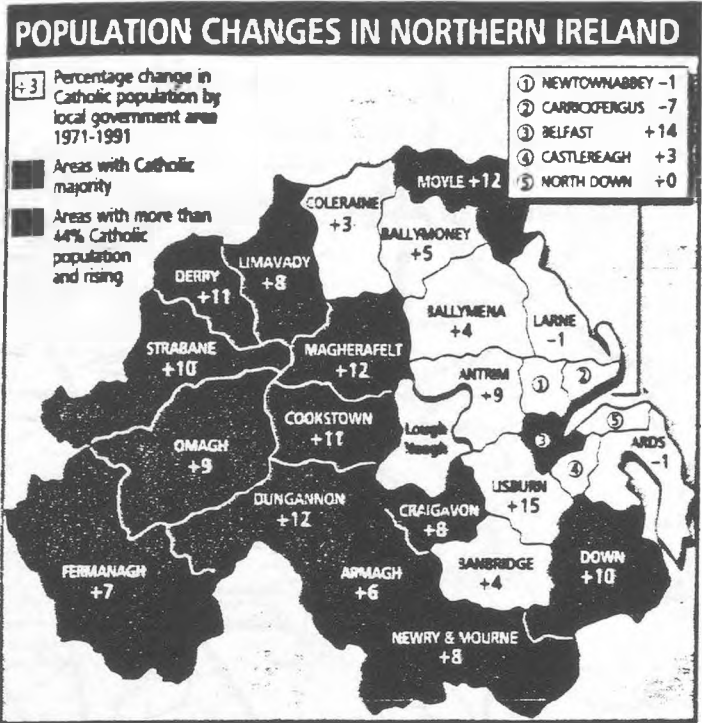 POPULATION CHANGES IN NORTHERN IRELAND
+3
Percentage change in
Catholic population by
local government area
1971-1991
Areas with Catholic
majority
Areas with more than
44% Catholic
population
and rising
① NEWTOWNABBEY -1
② CARRICKFERGUS -7
③ BELFAST +14
④ CASTLEREAGH +3
⑤ NORTH DOWN +0
MOYLE +12
COLERAINE
+3
BALLYMONEY
+5
LIMAVADY
+8
DERRY
+11
BALLYMENA
+4
LARNE
-1
STRABANE
+10
MAGHERAFELT
+12
ANTRIM
+9
①
②
COOKSTOWN
+11
Lough
Neagh
③
⑤
ARDS
-1
OMAGH
+9
④
LISBURN
+15
DUNGANNON
+12
CRAIGAVON
+8
FERMANAGH
+7
ARMAGH
+6
BANBRIDGE
+4
DOWN
+10
NEWRY & MOURNE
+8